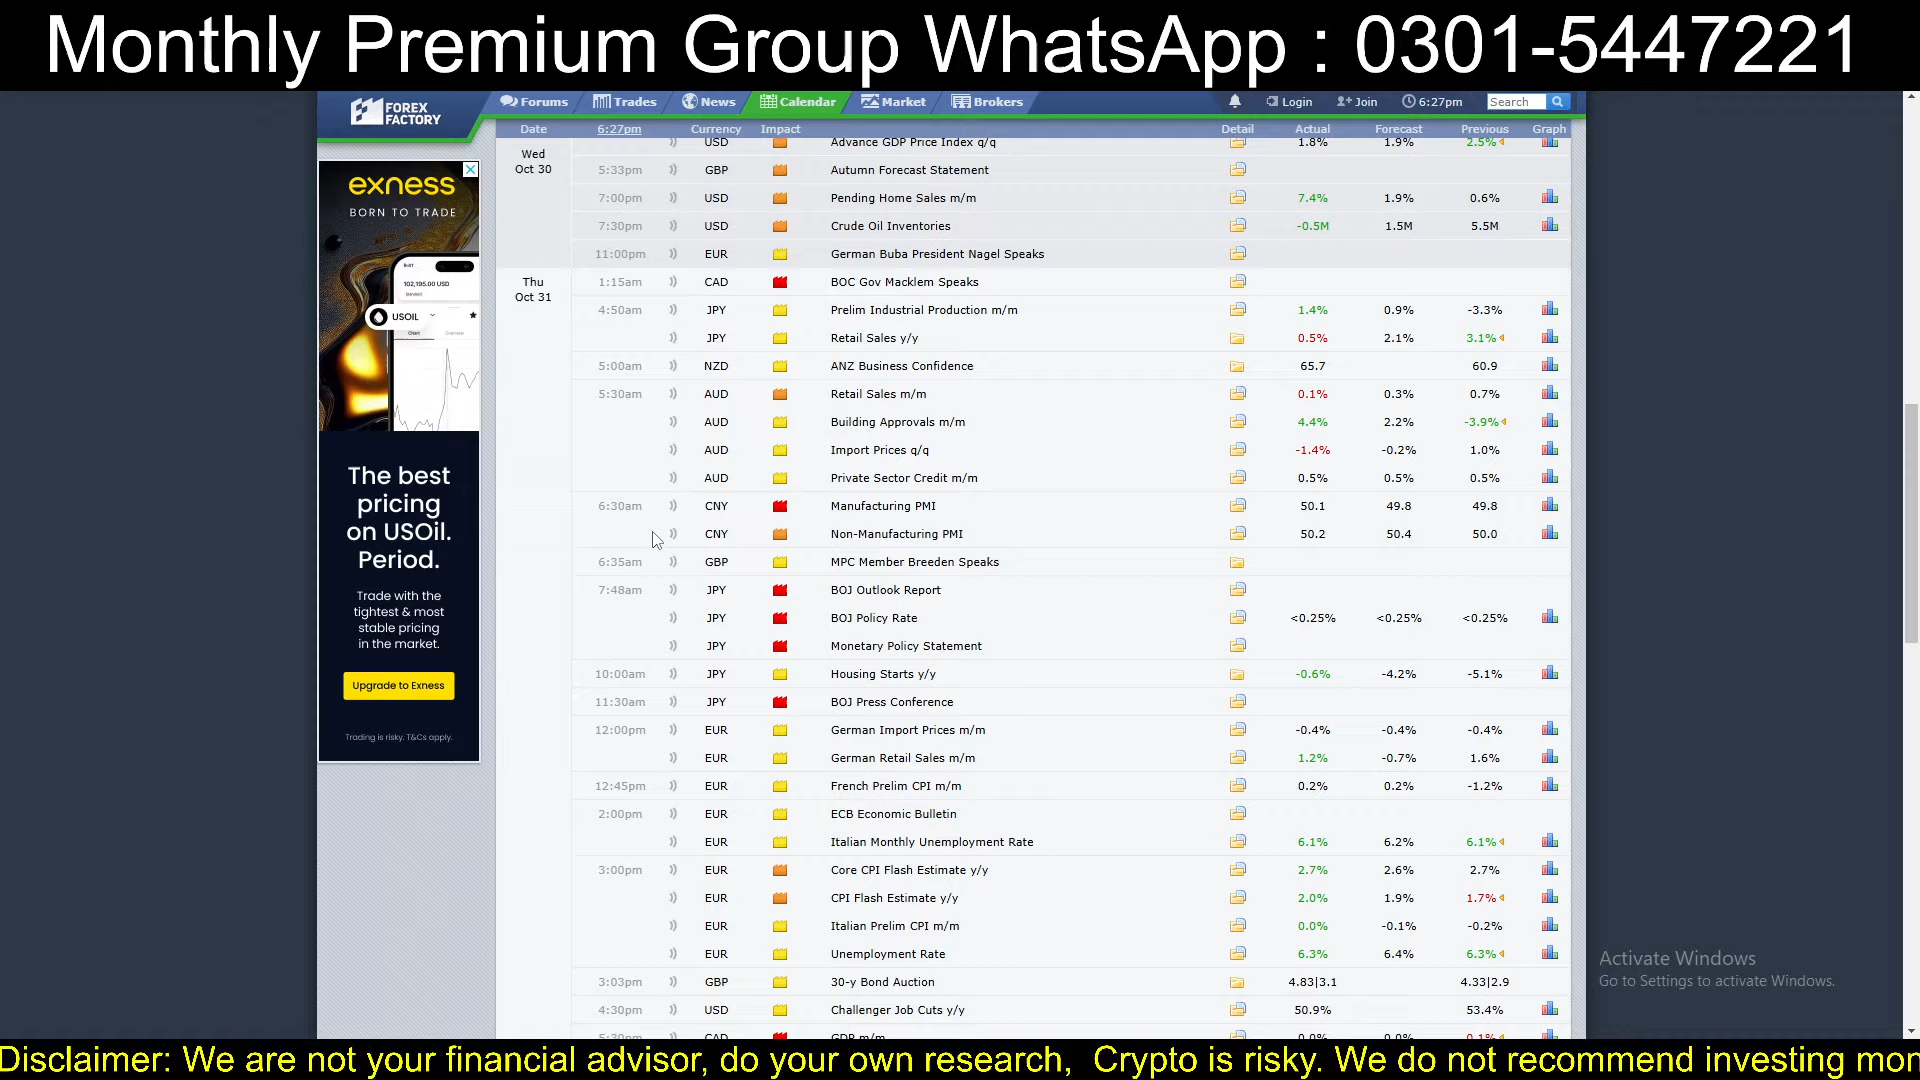 Monthly Premium Group WhatsApp : 0301-5447221
FOREX FACTORY
Forums Trades News Calendar Market Brokers Login Join 6:27pm Search
Date 6:27pm Currency Impact Detail Actual Forecast Previous Graph
USD Advance GDP Price Index q/q 1.8% 1.9% 2.5%
Wed
Oct 30
5:33pm GBP Autumn Forecast Statement
7:00pm USD Pending Home Sales m/m 7.4% 1.9% 0.6%
7:30pm USD Crude Oil Inventories -0.5M 1.5M 5.5M
11:00pm EUR German Buba President Nagel Speaks
Thu
Oct 31
1:15am CAD BOC Gov Macklem Speaks
4:50am JPY Prelim Industrial Production m/m 1.4% 0.9% -3.3%
JPY Retail Sales y/y 0.5% 2.1% 3.1%
5:00am NZD ANZ Business Confidence 65.7 60.9
5:30am AUD Retail Sales m/m 0.1% 0.3% 0.7%
AUD Building Approvals m/m 4.4% 2.2% -3.9%
AUD Import Prices q/q -1.4% -0.2% 1.0%
AUD Private Sector Credit m/m 0.5% 0.5% 0.5%
6:30am CNY Manufacturing PMI 50.1 49.8 49.8
CNY Non-Manufacturing PMI 50.2 50.4 50.0
6:35am GBP MPC Member Breeden Speaks
7:48am JPY BOJ Outlook Report
JPY BOJ Policy Rate <0.25% <0.25% <0.25%
JPY Monetary Policy Statement
10:00am JPY Housing Starts y/y -0.6% -4.2% -5.1%
11:30am JPY BOJ Press Conference
12:00pm EUR German Import Prices m/m -0.4% -0.4% -0.4%
EUR German Retail Sales m/m 1.2% -0.7% 1.6%
12:45pm EUR French Prelim CPI m/m 0.2% 0.2% -1.2%
2:00pm EUR ECB Economic Bulletin
EUR Italian Monthly Unemployment Rate 6.1% 6.2% 6.1%
3:00pm EUR Core CPI Flash Estimate y/y 2.7% 2.6% 2.7%
EUR CPI Flash Estimate y/y 2.0% 1.9% 1.7%
EUR Italian Prelim CPI m/m 0.0% -0.1% -0.2%
EUR Unemployment Rate 6.3% 6.4% 6.3%
3:03pm GBP 30-y Bond Auction 4.83|3.1 4.33|2.9
4:30pm USD Challenger Job Cuts y/y 50.9% 53.4%
5:30pm CAD GDP m/m 0.0% 0.0% 0.1%
exness
BORN TO TRADE
102,195.00 USD
USOIL
Chart
The best
pricing
on USOil.
Period.
Trade with the
tightest & most
stable pricing
in the market.
Upgrade to Exness
Trading is risky. T&Cs apply.
Activate Windows
Go to Settings to activate Windows.
Disclaimer: We are not your financial advisor, do your own research, Crypto is risky. We do not recommend investing mon